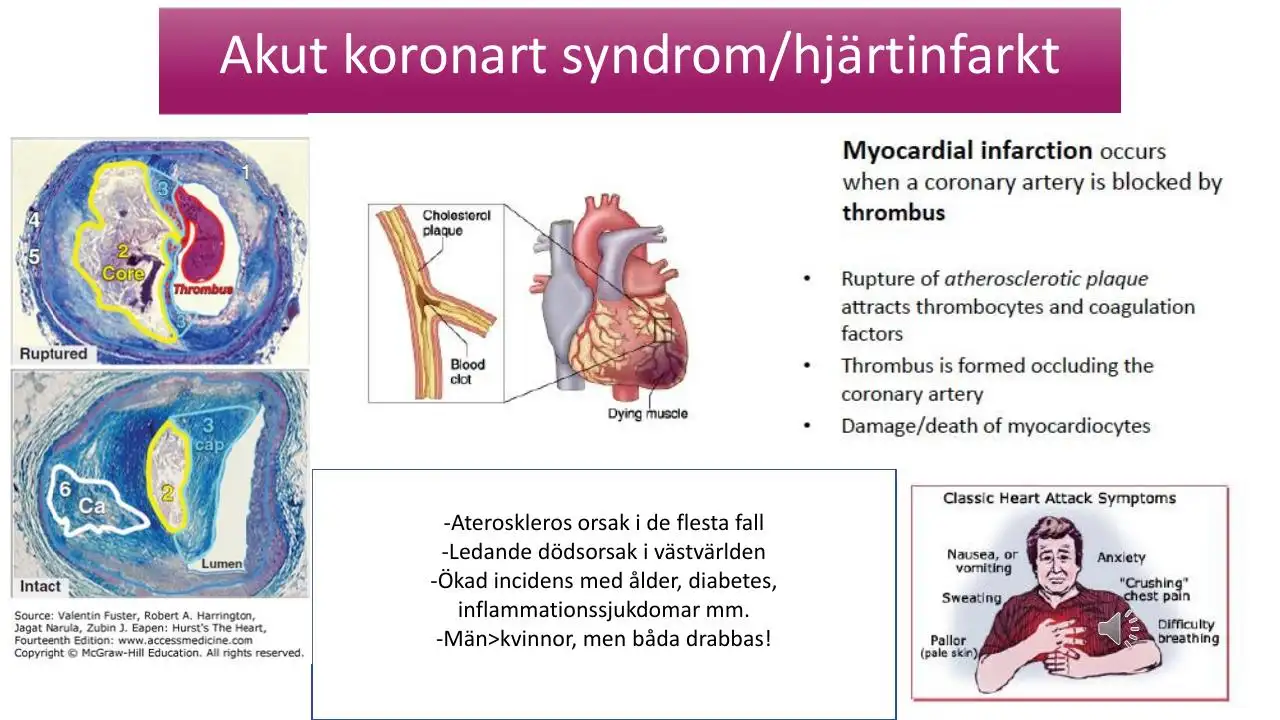 Akut koronart syndrom/hjärtinfarkt
1
3
4
5
2
Core
Thrombus
3
Ruptured
3
cap
6
Ca
2
Lumen
Intact
Source: Valentin Fuster, Robert A. Harrington,
Jagat Narula, Zubin J. Eapen: Hurst's The Heart,
Fourteenth Edition: www.accessmedicine.com
Copyright © McGraw-Hill Education. All rights reserved.
Cholesterol
plaque
Blood
clot
Dying muscle
Myocardial infarction occurs
when a coronary artery is blocked by
thrombus
• Rupture of atherosclerotic plaque
attracts thrombocytes and coagulation
factors
• Thrombus is formed occluding the
coronary artery
• Damage/death of myocardiocytes
-Ateroskleros orsak i de flesta fall
-Ledande dödsorsak i västvärlden
-Ökad incidens med ålder, diabetes,
inflammationssjukdomar mm.
-Män>kvinnor, men båda drabbas!
Classic Heart Attack Symptoms
Nausea, or
vomiting
Sweating
Pallor
(pale skin)
Anxiety
"Crushing"
chest pain
Difficulty
breathing